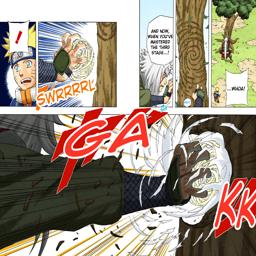 AND NOW,
WHEN YOU'VE
MASTERED
THE THIRD
STAGE...!
...WHOA!
!
SWRRRRL
GA
KK